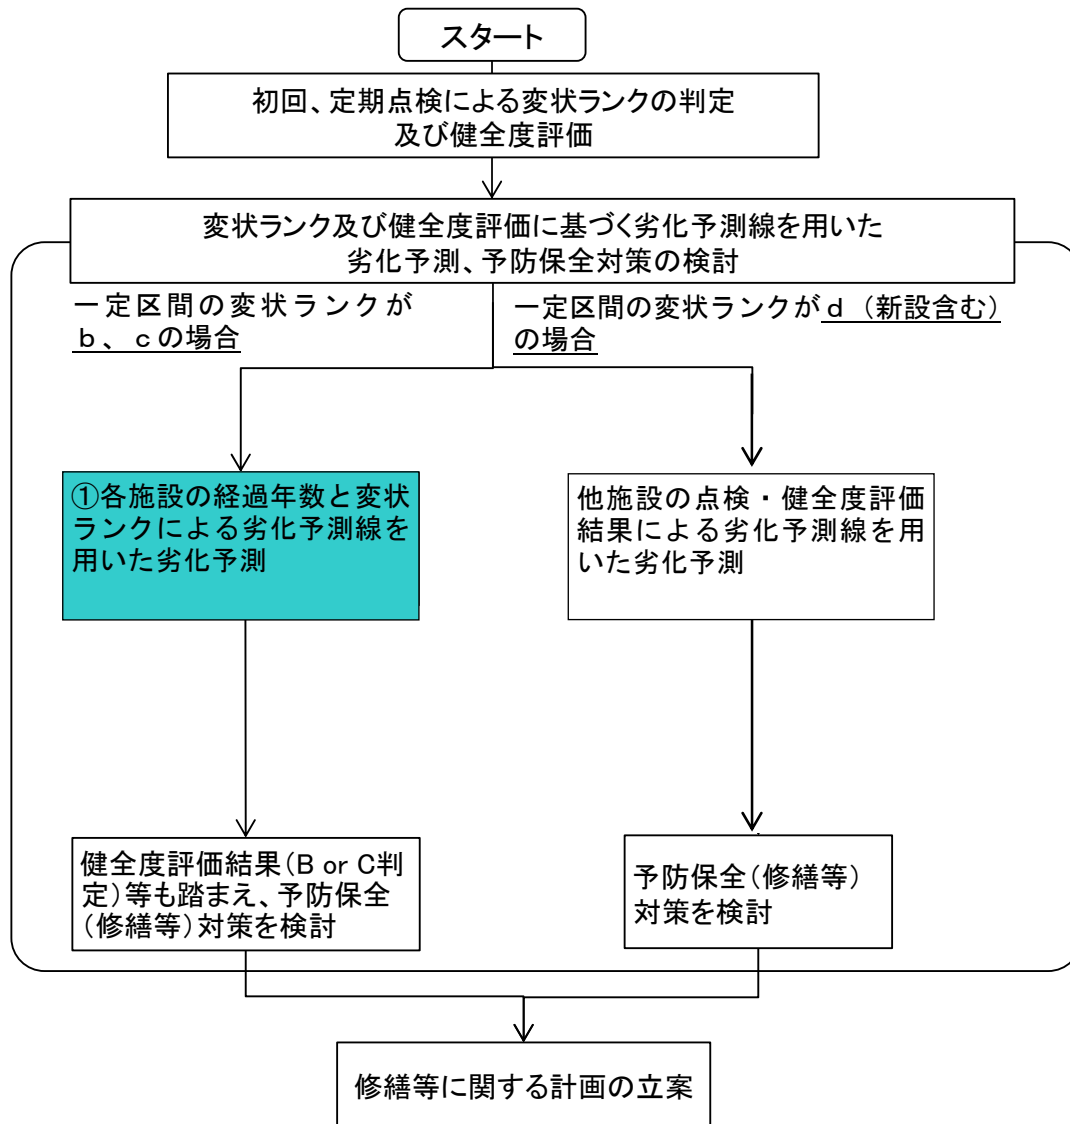 スタート
初回、定期点検による変状ランクの判定
及び健全度評価
変状ランク及び健全度評価に基づく劣化予測線を用いた
劣化予測、予防保全対策の検討
一定区間の変状ランクが
ｂ、ｃの場合
一定区間の変状ランクがｄ（新設含む）
の場合
①各施設の経過年数と変状
ランクによる劣化予測線を
用いた劣化予測
他施設の点検・健全度評価
結果による劣化予測線を用
いた劣化予測
健全度評価結果（B or C判
定）等も踏まえ、予防保全
（修繕等）対策を検討
予防保全（修繕等）
対策を検討
修繕等に関する計画の立案